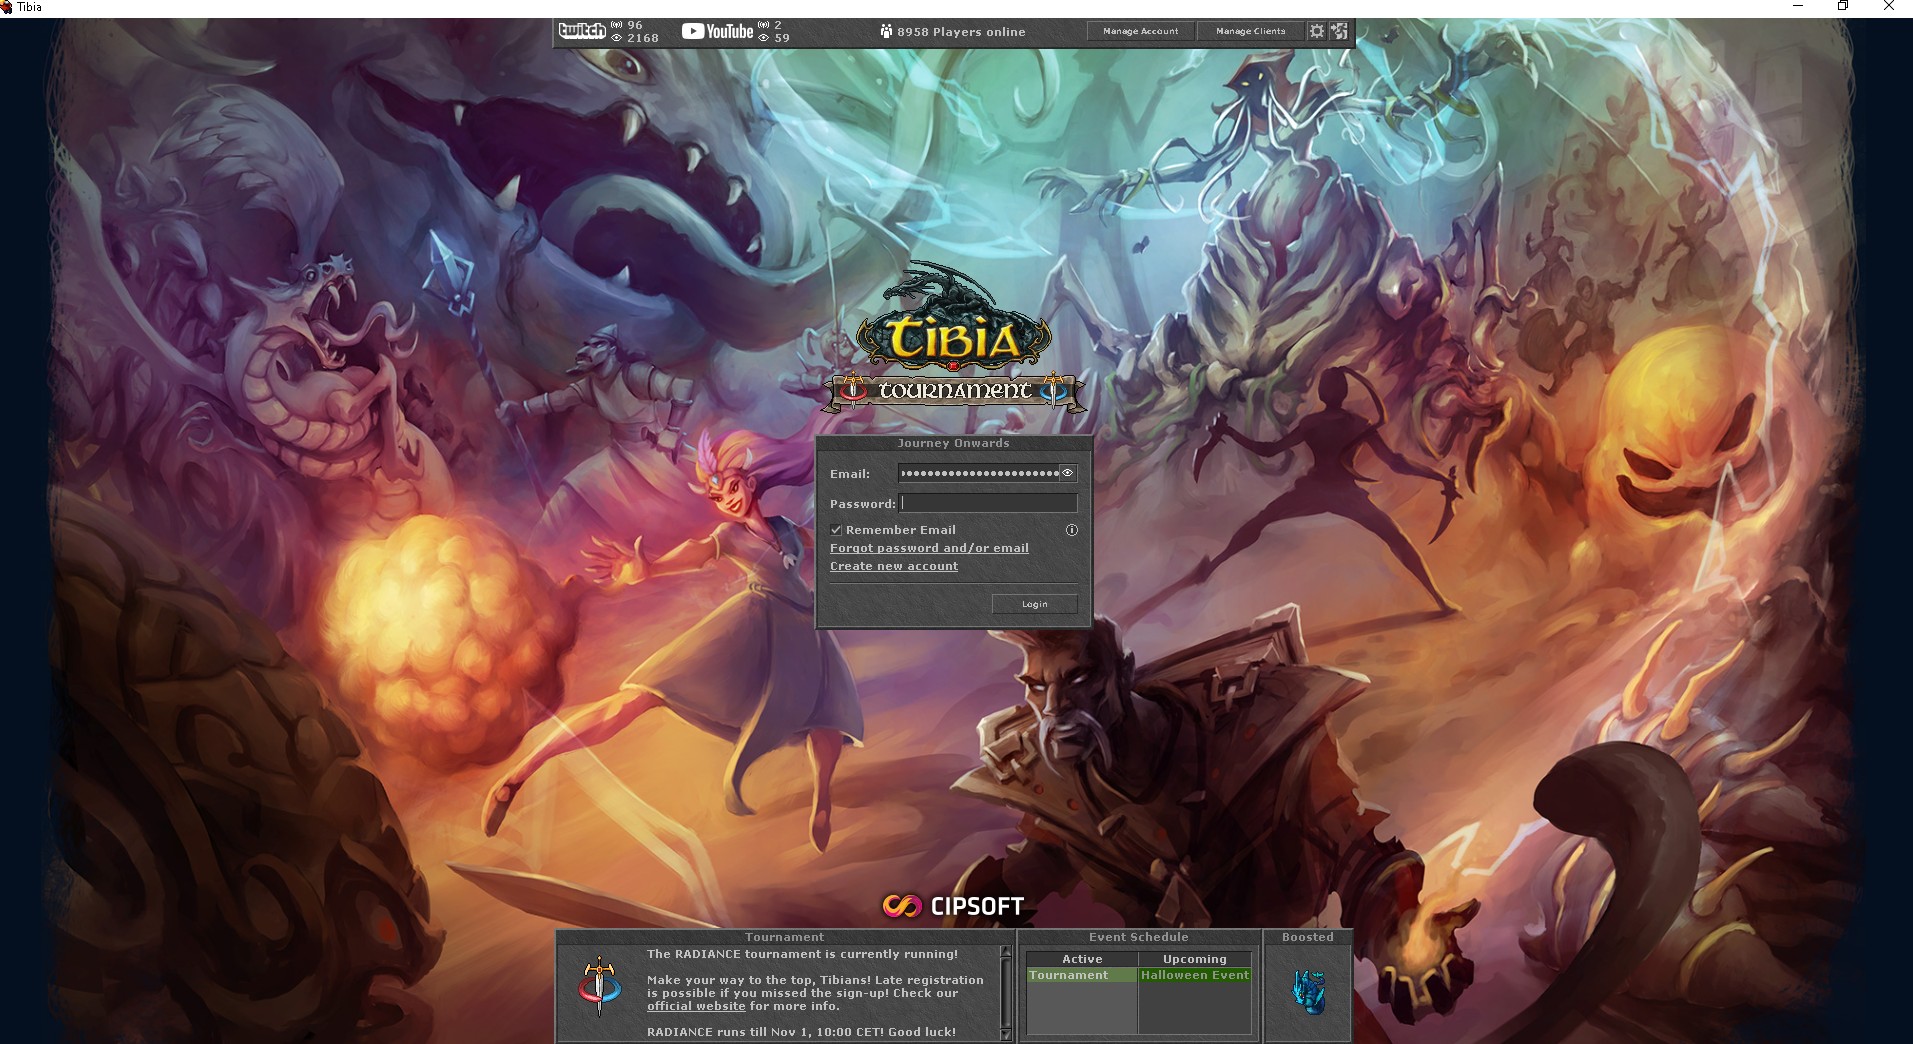 Tibia
twitch 96
2168
YouTube 2
59
8958 Players online
Manage Account
Manage Clients
TIBIA
TOURNAMENT
Journey Onwards
Email:
Password:
Remember Email
Forgot password and/or email
Create new account
Login
CIPSOFT
Tournament
The RADIANCE tournament is currently running!
Make your way to the top, Tibians! Late registration
is possible if you missed the sign-up! Check our
official website for more info.
RADIANCE runs till Nov 1, 10:00 CET! Good luck!
Event Schedule
Active Upcoming
Tournament Halloween Event
Boosted